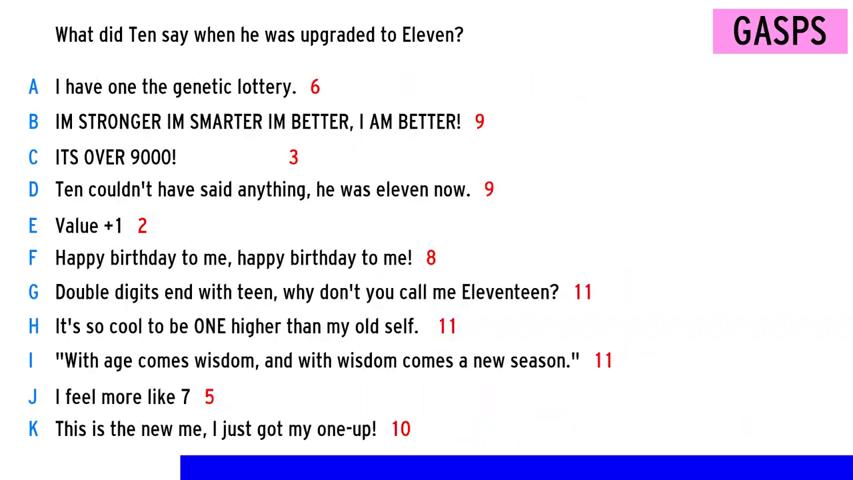 What did Ten say when he was upgraded to Eleven?
GASPS
A I have one the genetic lottery. 6
B IM STRONGER IM SMARTER IM BETTER, I AM BETTER! 9
C ITS OVER 9000! 3
D Ten couldn't have said anything, he was eleven now. 9
E Value +1 2
F Happy birthday to me, happy birthday to me! 8
G Double digits end with teen, why don't you call me Eleventeen? 11
H It's so cool to be ONE higher than my old self. 11
I "With age comes wisdom, and with wisdom comes a new season." 11
J I feel more like 7 5
K This is the new me, I just got my one-up! 10